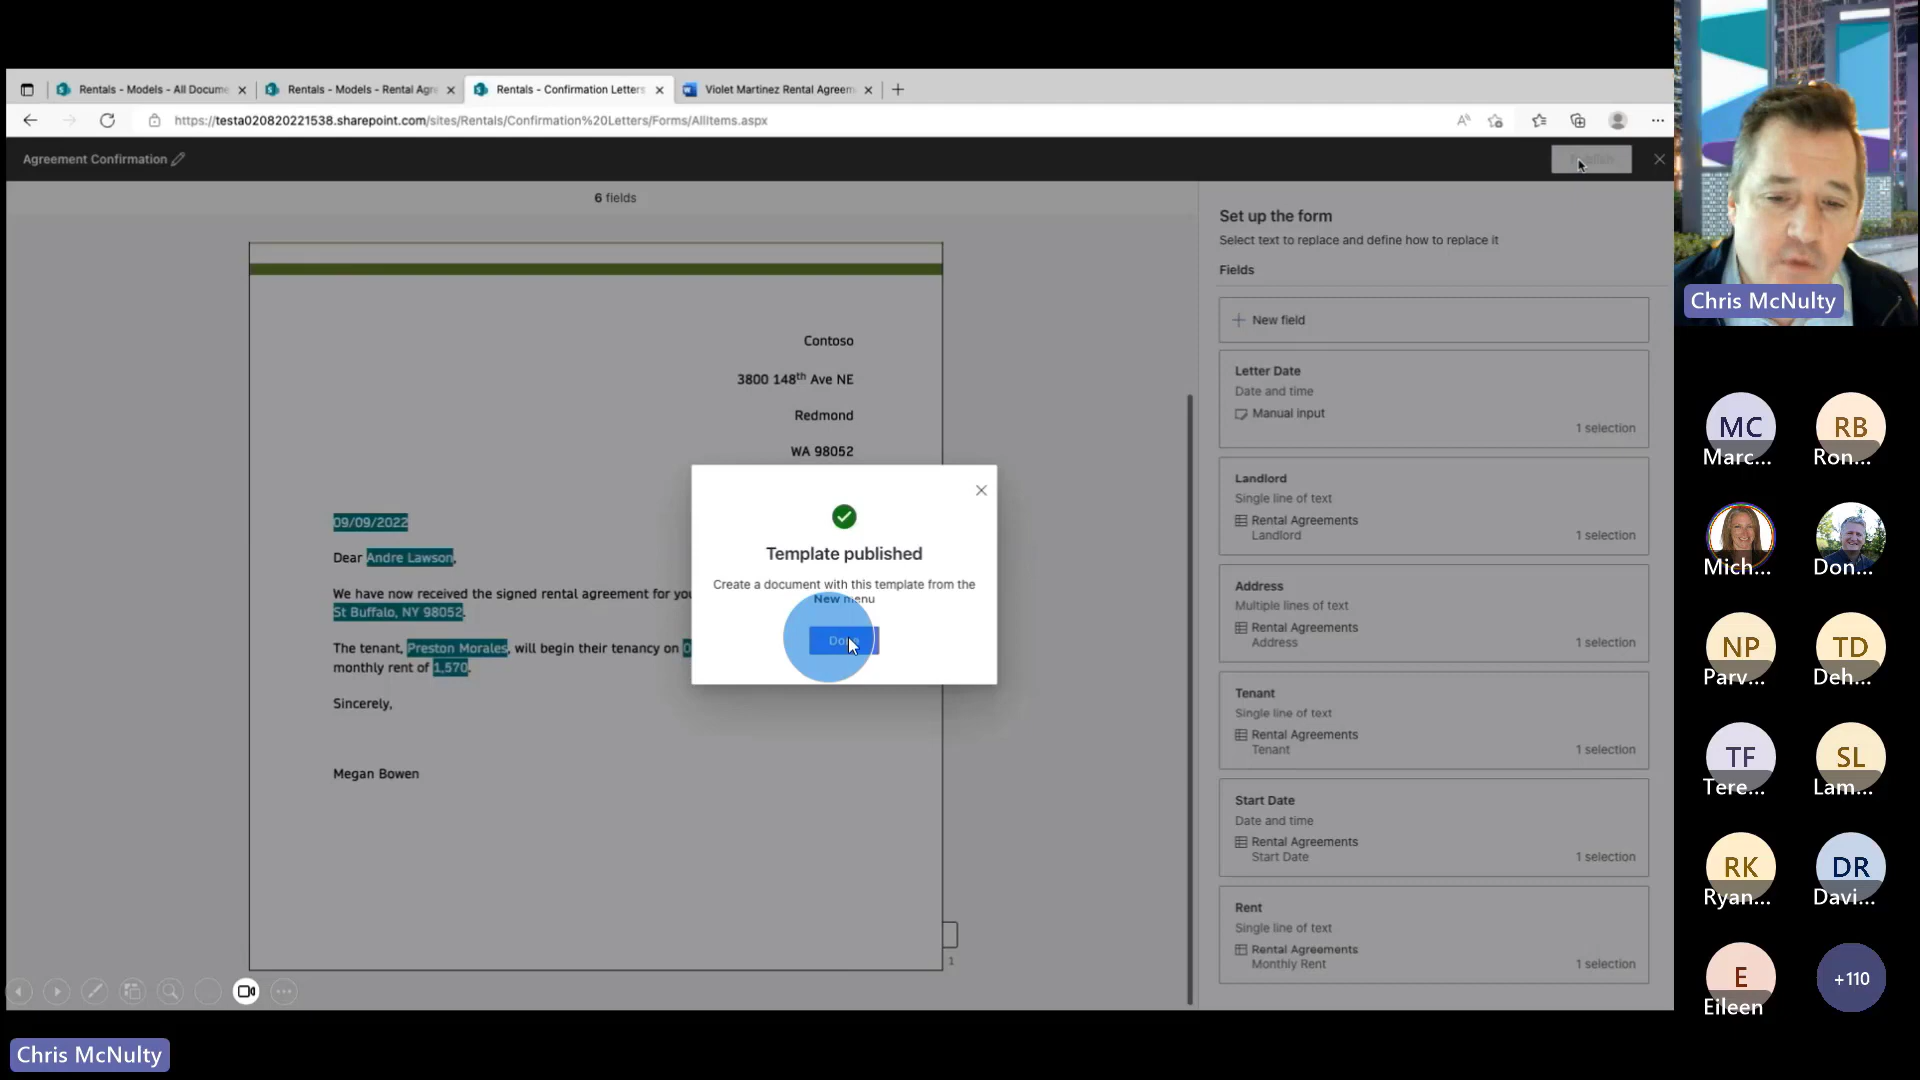 Rentals - Models - All Docume
Rentals - Models - Rental Agre
Rentals - Confirmation Letters
Violet Martinez Rental Agreem
https://testa020820221538.sharepoint.com/sites/Rentals/Confirmation%20Letters/Forms/AllItems.aspx
Agreement Confirmation
6 fields
Contoso
3800 148th Ave NE
Redmond
WA 98052
09/09/2022
Dear Andre Lawson,
We have now received the signed rental agreement for you
St Buffalo, NY 98052.
The tenant, Preston Morales, will begin their tenancy on 0
monthly rent of 1,570.
Sincerely,
Megan Bowen
1
Template published
Create a document with this template from the
New menu
Done
Set up the form
Select text to replace and define how to replace it
Fields
New field
Letter Date
Date and time
Manual input
1 selection
Landlord
Single line of text
Rental Agreements
Landlord
1 selection
Address
Multiple lines of text
Rental Agreements
Address
1 selection
Tenant
Single line of text
Rental Agreements
Tenant
1 selection
Start Date
Date and time
Rental Agreements
Start Date
1 selection
Rent
Single line of text
Rental Agreements
Monthly Rent
1 selection
Chris McNulty
MC
Marc...
RB
Ron...
Mich...
Don...
NP
Parv...
TD
Deh...
TF
Tere...
SL
Lam...
RK
Ryan...
DR
Davi...
E
Eileen
+110
Chris McNulty